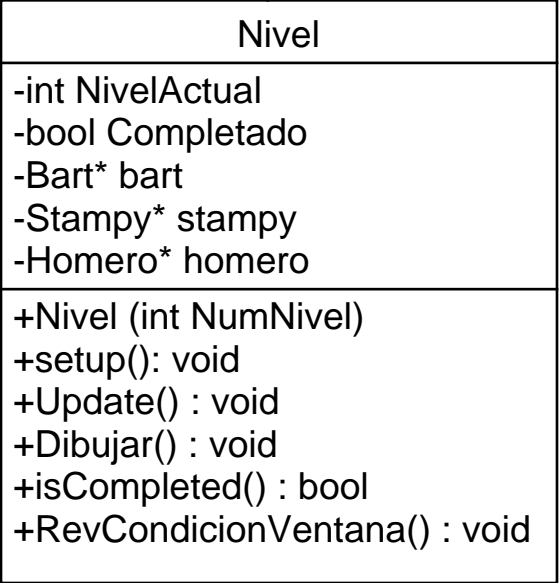 Nivel
-int NivelActual
-bool Completado
-Bart* bart
-Stampy* stampy
-Homero* homero
+Nivel (int NumNivel)
+setup(): void
+Update() : void
+Dibujar() : void
+isCompleted() : bool
+RevCondicionVentana() : void